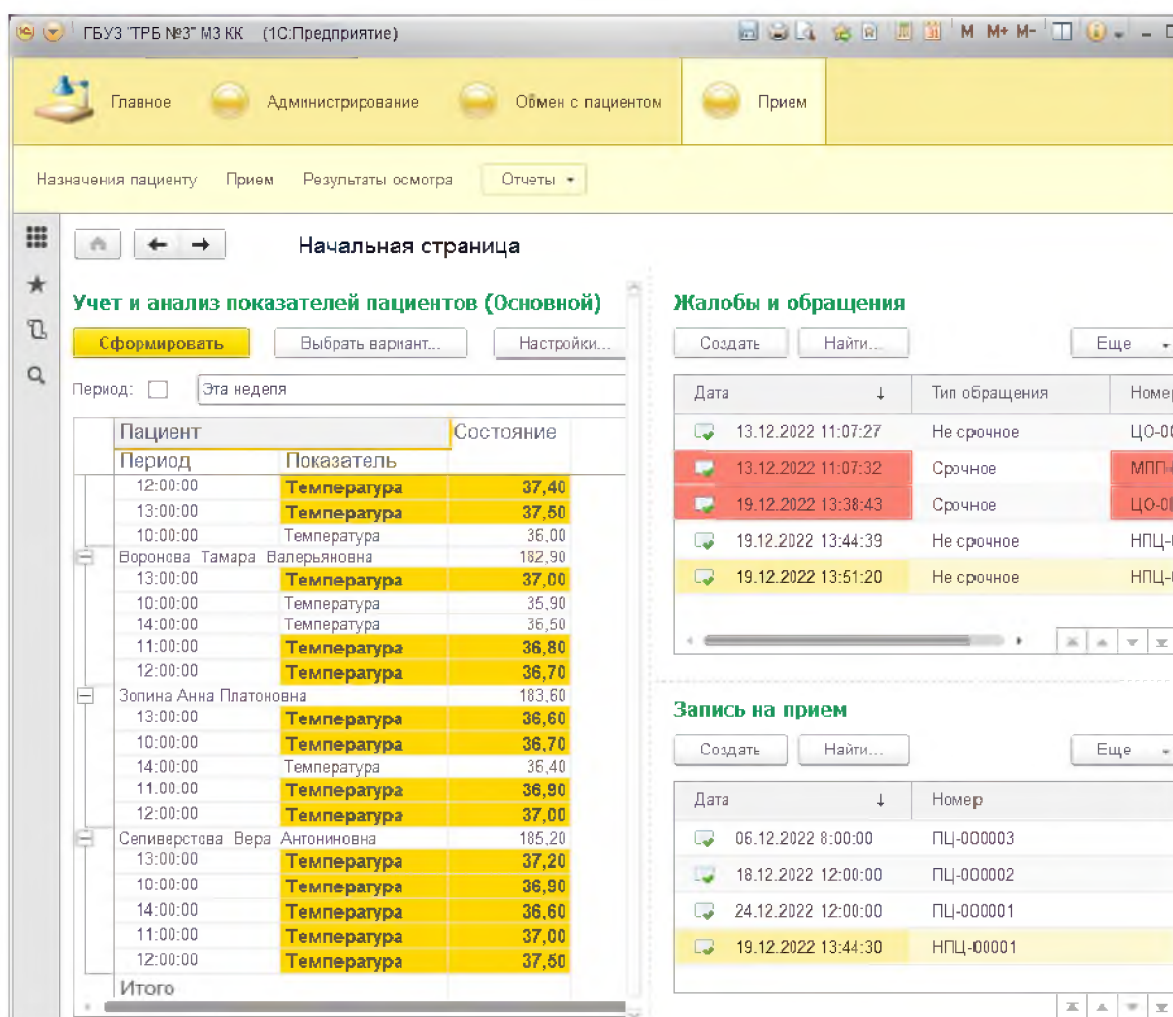 ГБУЗ "ТРБ №3" МЗ КК (1С:Предприятие)
M M+ M-
Главное Администрирование Обмен с пациентом Прием
Назначения пациенту Прием Результаты осмотра Отчеты
Начальная страница
Учет и анализ показателей пациентов (Основной)
Сформировать Выбрать вариант... Настройки...
Период: Эта неделя
Пациент Состояние
Период Показатель
12:00:00 Температура 37,40
13:00:00 Температура 37,50
10:00:00 Температура 36,00
Воронова Тамара Валерьяновна 182,90
13:00:00 Температура 37,00
10:00:00 Температура 35,90
14:00:00 Температура 36,50
11:00:00 Температура 36,80
12:00:00 Температура 36,70
Зопина Анна Платоновна 183,60
13:00:00 Температура 36,60
10:00:00 Температура 36,70
14:00:00 Температура 36,40
11:00:00 Температура 36,90
12:00:00 Температура 37,00
Селиверстова Вера Антониновна 185,20
13:00:00 Температура 37,20
10:00:00 Температура 36,90
14:00:00 Температура 36,60
11:00:00 Температура 37,00
12:00:00 Температура 37,50
Итого
Жалобы и обращения
Создать Найти... Еще
Дата Тип обращения Номер
13.12.2022 11:07:27 Не срочное ЦО-00
13.12.2022 11:07:32 Срочное МПП-
19.12.2022 13:38:43 Срочное ЦО-00
19.12.2022 13:44:39 Не срочное НПЦ-0
19.12.2022 13:51:20 Не срочное НПЦ-0
Запись на прием
Создать Найти... Еще
Дата Номер
06.12.2022 8:00:00 ПЦ-000003
18.12.2022 12:00:00 ПЦ-000002
24.12.2022 12:00:00 ПЦ-000001
19.12.2022 13:44:30 НПЦ-00001